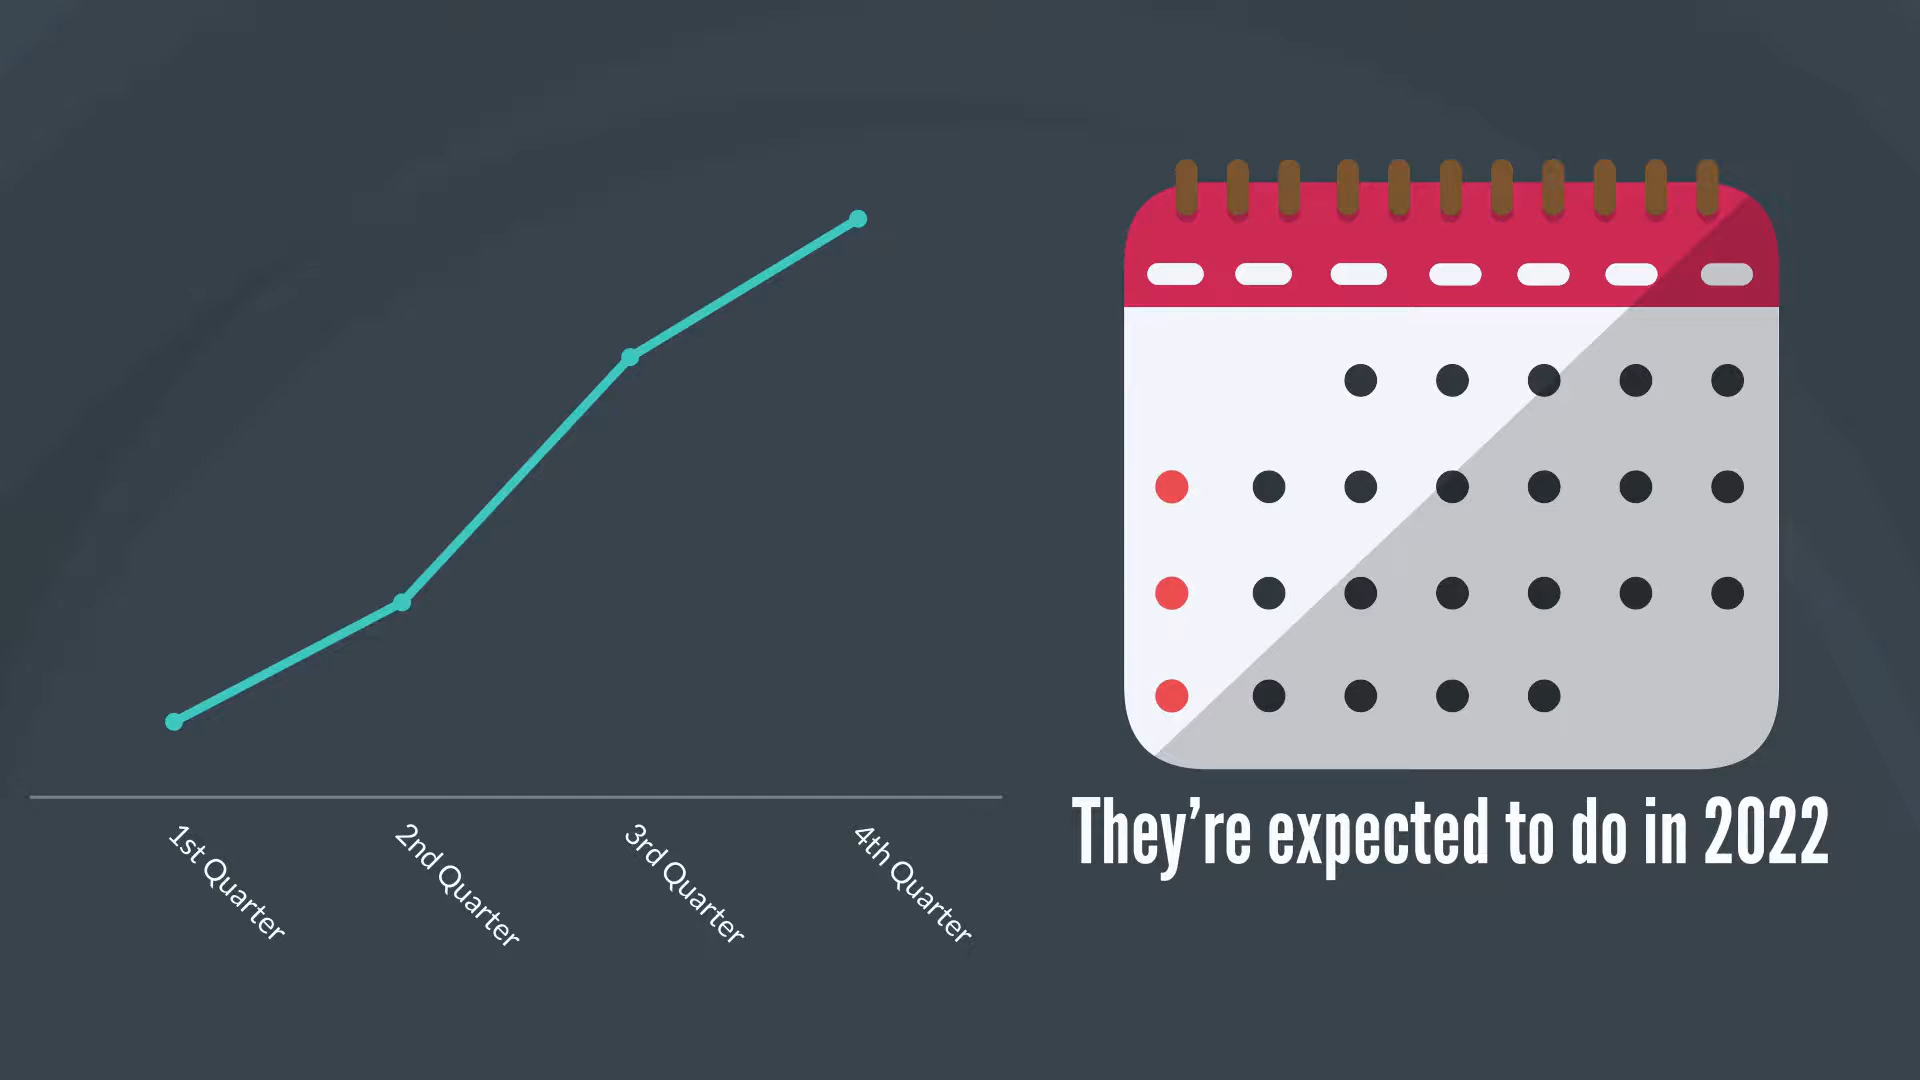 1st Quarter
2nd Quarter
3rd Quarter
4th Quarter
They’re expected to do in 2022